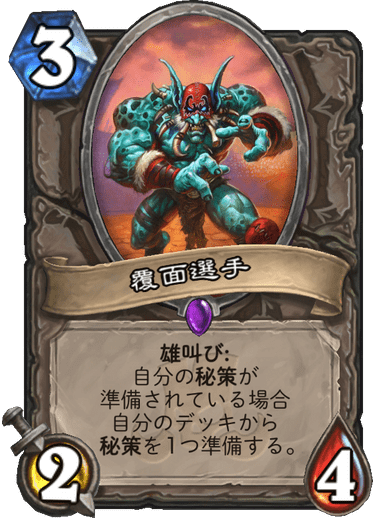 3
覆面選手
雄叫び:
自分の秘策が
準備されている場合
自分のデッキから
秘策を1つ準備する。
2
4